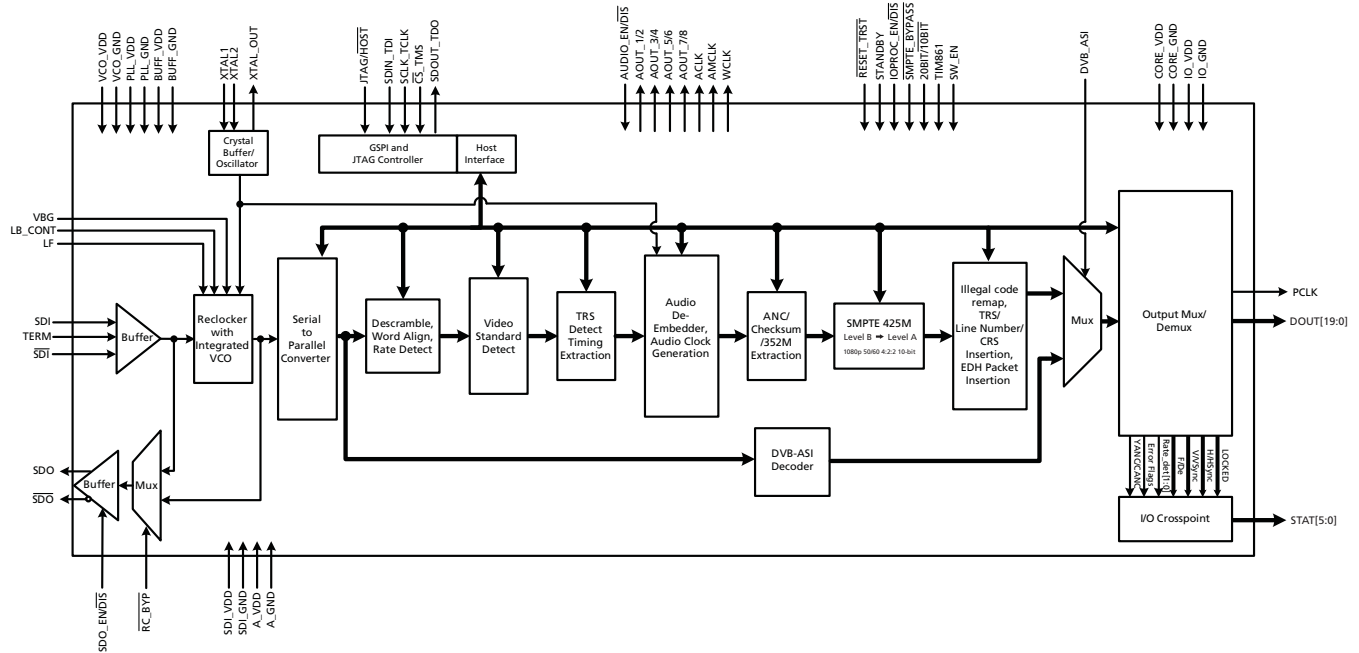 VCO_VDD
VCO_GND
PLL_VDD
PLL_GND
BUFF_VDD
BUFF_GND
XTAL1
XTAL2
XTAL_OUT
JTAG/HOST
SDIN_TDI
SCLK_TCLK
CS_TMS
SDOUT_TDO
AUDIO_EN/DIS
AOUT_1/2
AOUT_3/4
AOUT_5/6
AOUT_7/8
ACLK
AMCLK
WCLK
RESET_TRST
STANDBY
IOPROC_EN/DIS
SMPTE_BYPASS
20BIT/10BIT
TIM861
SW_EN
DVB_ASI
CORE_VDD
CORE_GND
IO_VDD
IO_GND
Crystal
Buffer/
Oscillator
GSPI and
JTAG Controller
Host
Interface
VBG
LB_CONT
LF
SDI
TERM
SDI
Buffer
Reclocker
with
Integrated
VCO
Serial
to
Parallel
Converter
Descramble,
Word Align,
Rate Detect
Video
Standard
Detect
TRS
Detect
Timing
Extraction
Audio
De-
Embedder,
Audio Clock
Generation
ANC/
Checksum
/352M
Extraction
SMPTE 425M
Level B → Level A
1080p 50/60 4:2:2 10-bit
Illegal code
remap,
TRS/
Line Number/
CRS
Insertion,
EDH Packet
Insertion
Mux
Output Mux/
Demux
PCLK
DOUT[19:0]
DVB-ASI
Decoder
SDO
SDO
Buffer
Mux
YANC/CANC
Error Flags
Rate_det[1:0]
F/De
V/VSync
H/HSync
LOCKED
I/O Crosspoint
STAT[5:0]
SDO_EN/DIS
RC_BYP
SDI_VDD
SDI_GND
A_VDD
A_GND